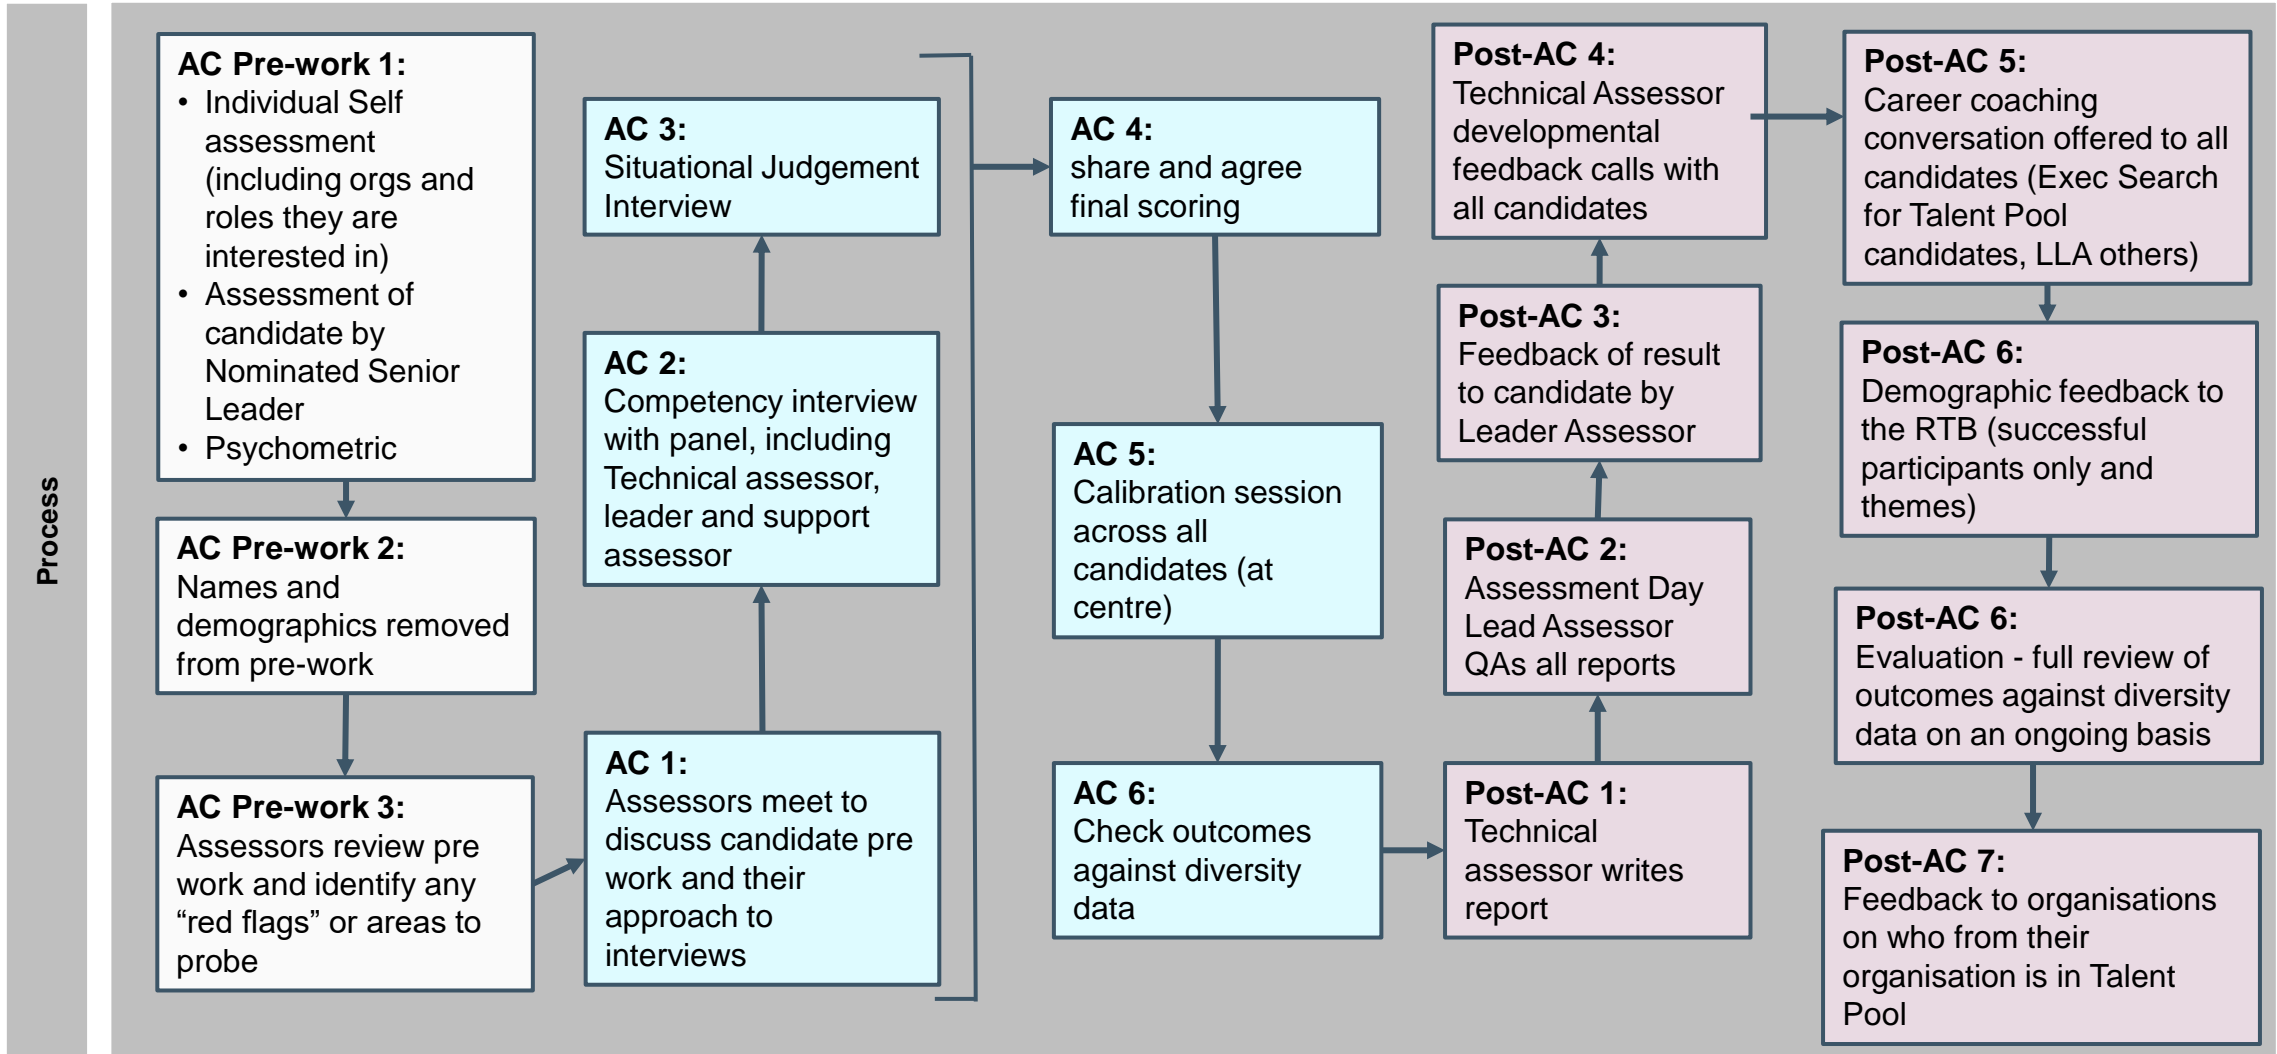 Process
AC Pre-work 1:
• Individual Self
assessment
(including orgs and
roles they are
interested in)
• Assessment of
candidate by
Nominated Senior
Leader
• Psychometric
AC Pre-work 2:
Names and
demographics removed
from pre-work
AC Pre-work 3:
Assessors review pre
work and identify any
“red flags” or areas to
probe
AC 1:
Assessors meet to
discuss candidate pre
work and their
approach to
interviews
AC 2:
Competency interview
with panel, including
Technical assessor,
leader and support
assessor
AC 3:
Situational Judgement
Interview
AC 4:
share and agree
final scoring
AC 5:
Calibration session
across all
candidates (at
centre)
AC 6:
Check outcomes
against diversity
data
Post-AC 1:
Technical
assessor writes
report
Post-AC 2:
Assessment Day
Lead Assessor
QAs all reports
Post-AC 3:
Feedback of result
to candidate by
Leader Assessor
Post-AC 4:
Technical Assessor
developmental
feedback calls with
all candidates
Post-AC 5:
Career coaching
conversation offered to all
candidates (Exec Search
for Talent Pool
candidates, LLA others)
Post-AC 6:
Demographic feedback to
the RTB (successful
participants only and
themes)
Post-AC 6:
Evaluation - full review of
outcomes against diversity
data on an ongoing basis
Post-AC 7:
Feedback to organisations
on who from their
organisation is in Talent
Pool